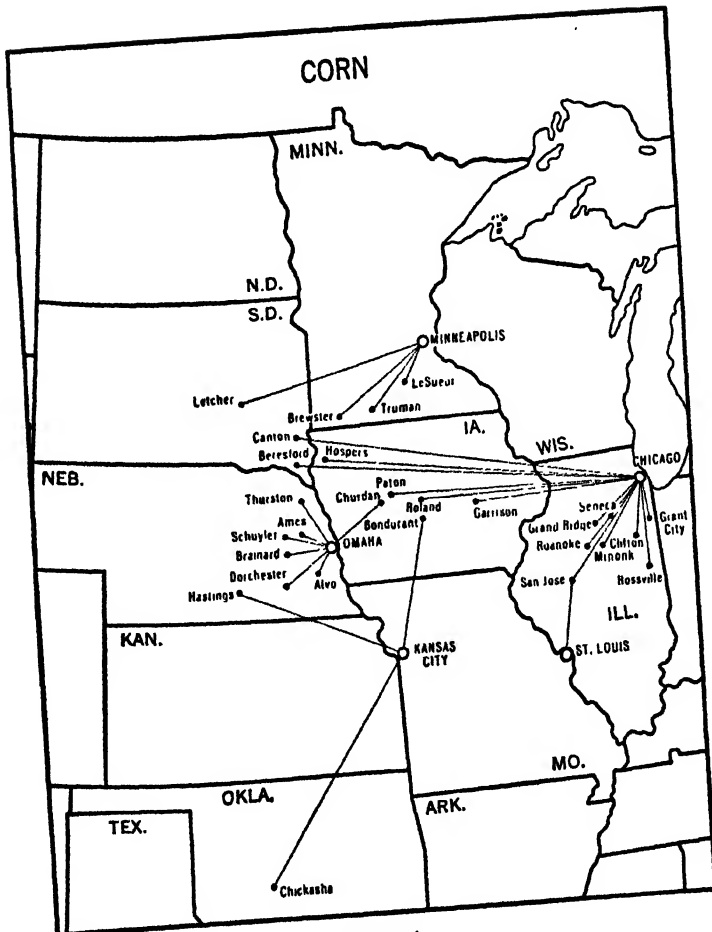 CORN
MINN.
N.D.
S.D.
MINNEAPOLIS
LeSueur
Letcher
Brewster
Truman
IA.
Canton
WIS.
Beresford
Hospers
CHICAGO
NEB.
Paton
Thurston
Churdan
Roland
Garrison
Seneca
Grant
City
Ames
Bondurant
Grand Ridge
Schuyler
OMAHA
Roanoke
Clifton
Brainard
Minonk
Dorchester
Alvo
San Jose
Rossville
Hastings
ILL.
KAN.
KANSAS
CITY
ST. LOUIS
MO.
OKLA.
ARK.
TEX.
Chickasha